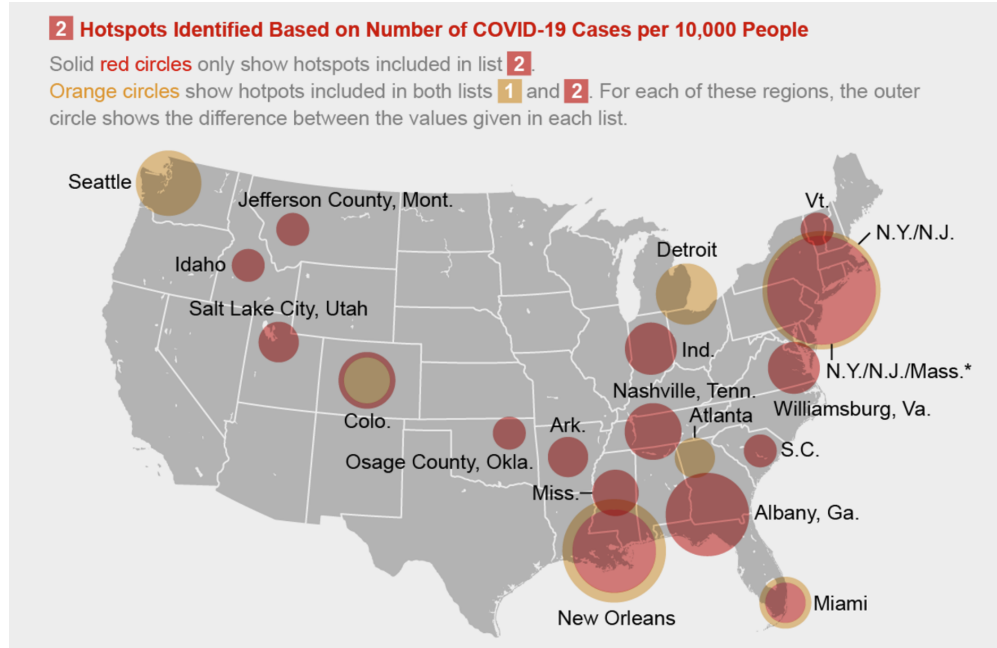 2 Hotspots Identified Based on Number of COVID-19 Cases per 10,000 People
Solid red circles only show hotspots included in list 2.
Orange circles show hotpots included in both lists 1 and 2. For each of these regions, the outer
circle shows the difference between the values given in each list.
Seattle
Jefferson County, Mont.
Vt.
N.Y./N.J.
Detroit
Idaho
Salt Lake City, Utah
Ind.
N.Y./N.J./Mass.*
Nashville, Tenn.
Williamsburg, Va.
Colo.
Atlanta
Ark.
S.C.
Osage County, Okla.
Miss.
Albany, Ga.
New Orleans
Miami